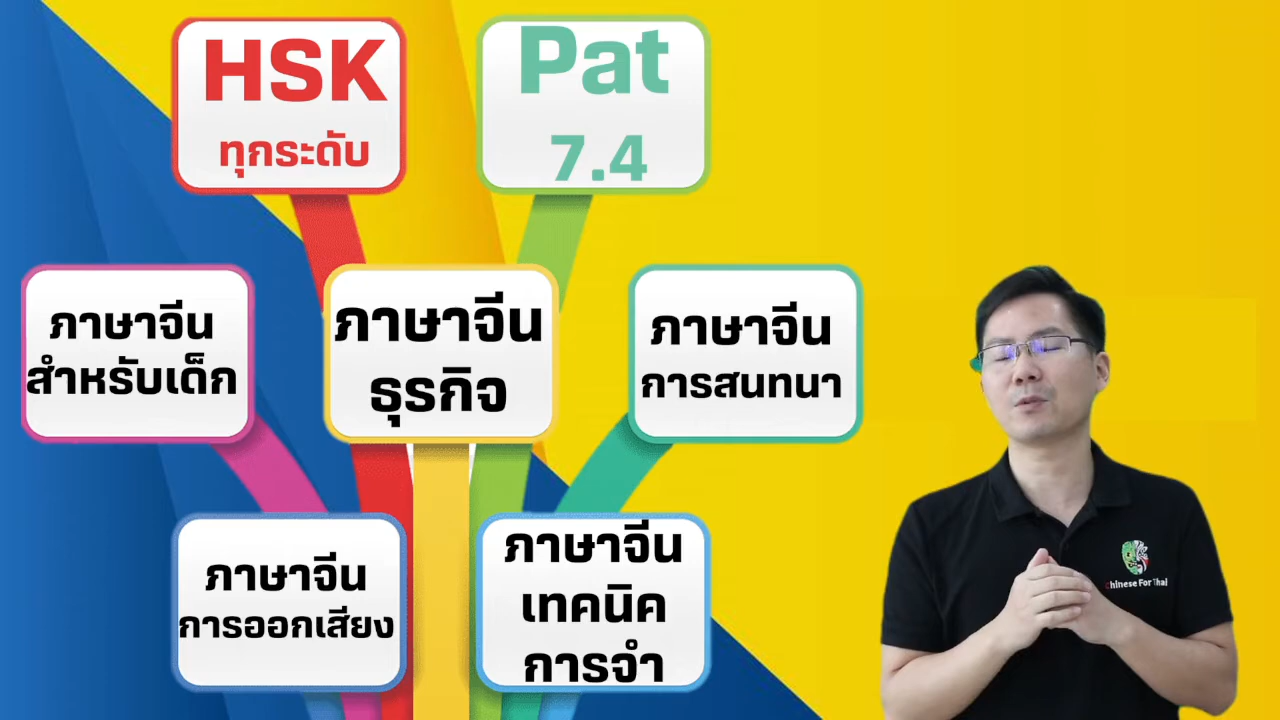 HSK
ทุกระดับ
Pat
7.4
ภาษาจีน
สำหรับเด็ก
ภาษาจีน
ธุรกิจ
ภาษาจีน
การสนทนา
ภาษาจีน
การออกเสียง
ภาษาจีน
เทคนิค
การจำ
Chinese For Thai